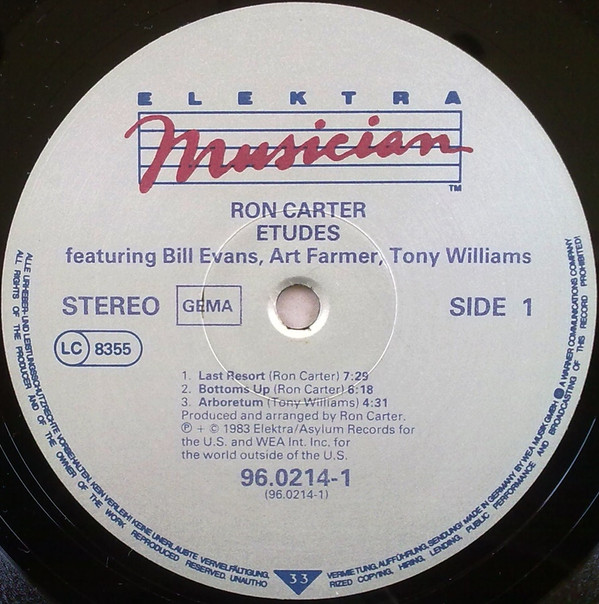 ELEKTRA
Musician
TM
RON CARTER
ETUDES
featuring Bill Evans, Art Farmer, Tony Williams
STEREO GEMA SIDE 1
LC 8355
1. Last Resort (Ron Carter) 7:29
2. Bottoms Up (Ron Carter) 6:18
3. Arboretum (Tony Williams) 4:31
Produced and arranged by Ron Carter.
℗ + © 1983 Elektra/Asylum Records for
the U.S. and WEA Int. Inc. for
the world outside of the U.S.
96.0214-1
(96.0214-1)
33
ALLE URHEBER- UND LEISTUNGSSCHUTZRECHTE VORBEHALTEN. KEIN VERLEIH! KEINE UNERLAUBTE VERVIELFÄLTIGUNG, VERMIETUNG, AUFFÜHRUNG, SENDUNG! MADE IN GERMANY BY WEA MUSIK GMBH A WARNER COMMUNICATIONS COMPANY
ALL RIGHTS OF THE PRODUCER AND OF THE OWNER OF THE WORK REPRODUCED RESERVED. UNAUTHORIZED COPYING, HIRING, LENDING, PUBLIC PERFORMANCE AND BROADCASTING OF THIS RECORD PROHIBITED!